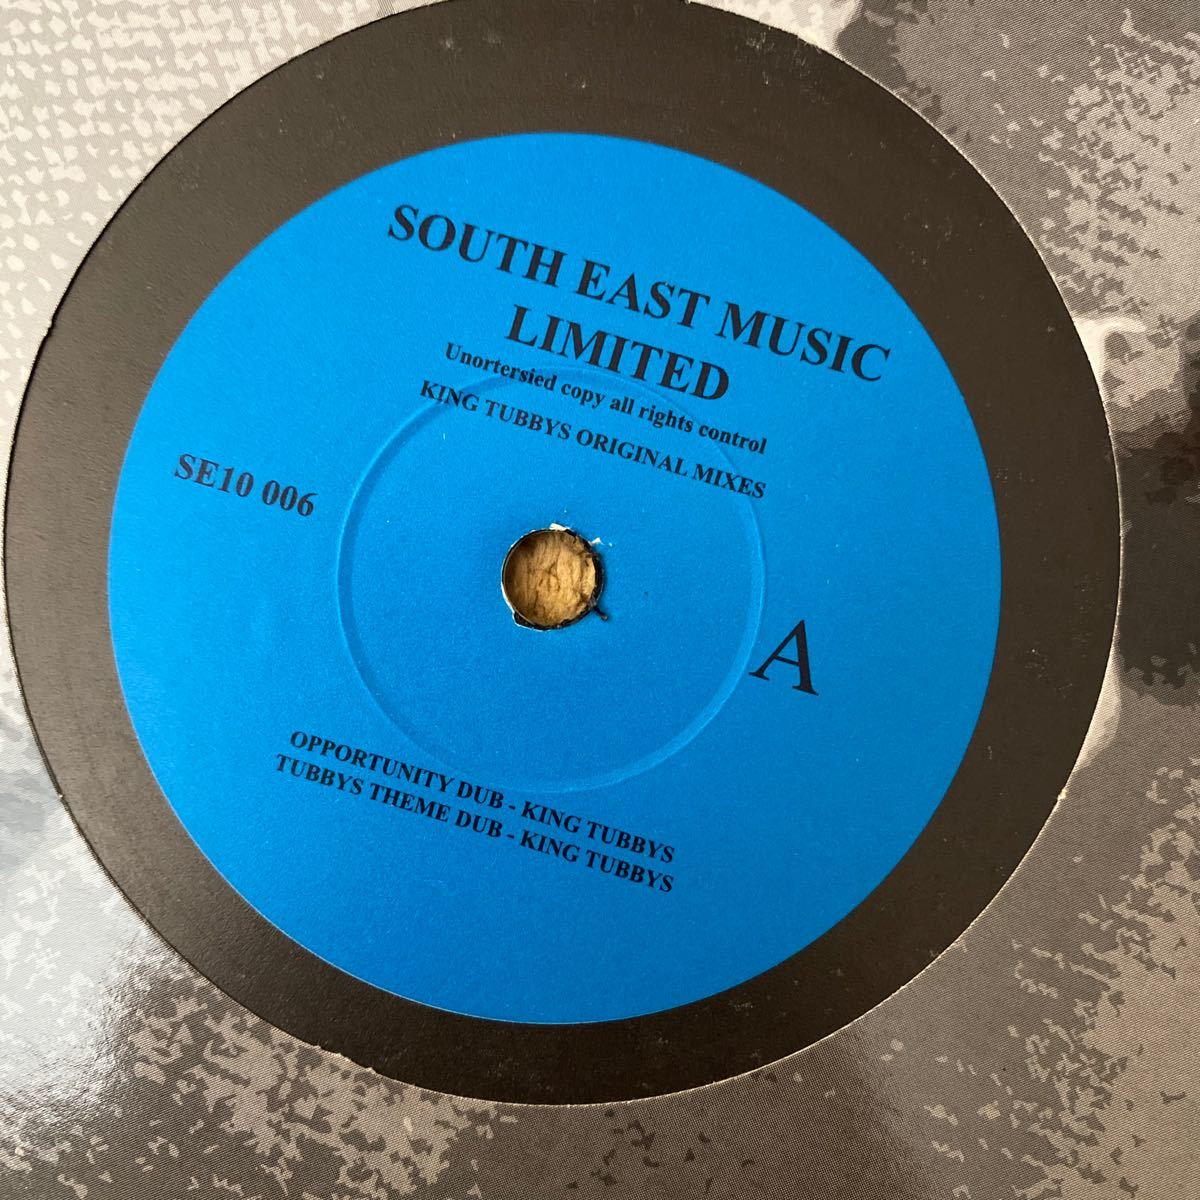 SOUTH EAST MUSIC
LIMITED
Unortersied copy all rights control
KING TUBBYS ORIGINAL MIXES
SE10 006
A
OPPORTUNITY DUB - KING TUBBYS
TUBBYS THEME DUB - KING TUBBYS